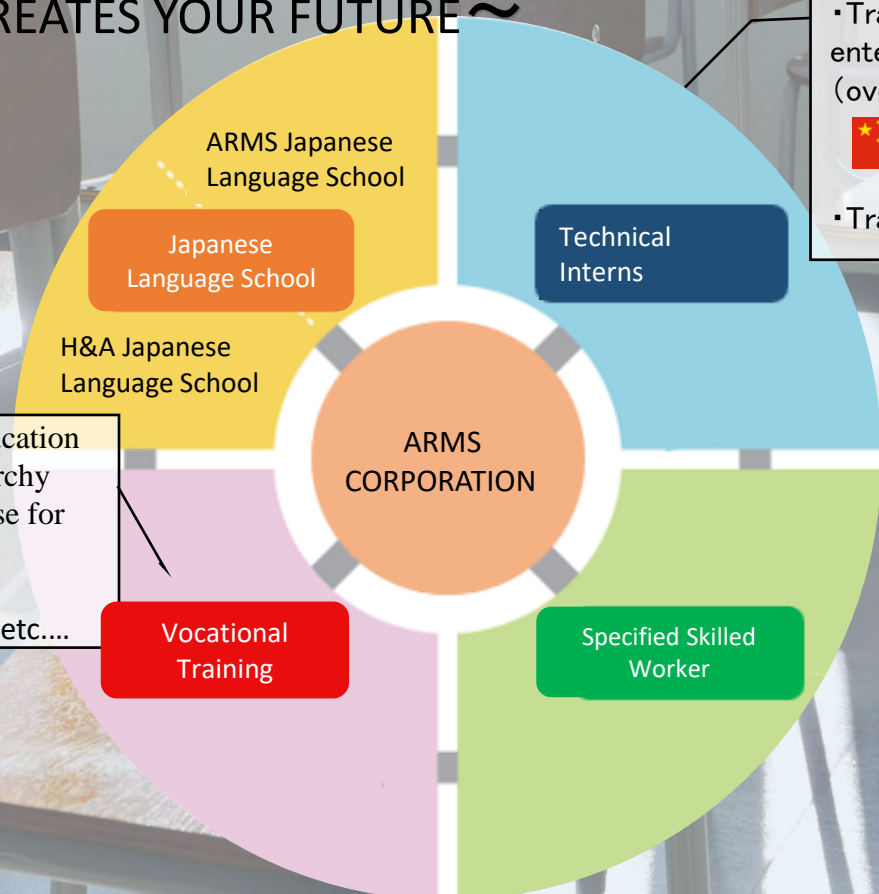 REATES YOUR FUTURE～
ARMS Japanese
Language School
Japanese
Language School
H&A Japanese
Language School
・Tra
ente
（ov
・Tra
Technical
Interns
ARMS
CORPORATION
cation
rchy
se for
etc.…
Vocational
Training
Specified Skilled
Worker